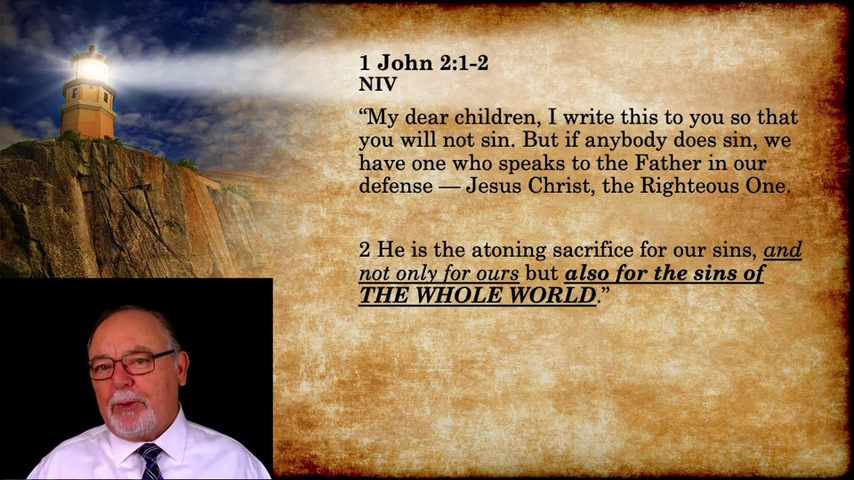 1 John 2:1-2
NIV
“My dear children, I write this to you so that
you will not sin. But if anybody does sin, we
have one who speaks to the Father in our
defense — Jesus Christ, the Righteous One.
2 He is the atoning sacrifice for our sins, and
not only for ours but also for the sins of
THE WHOLE WORLD.”